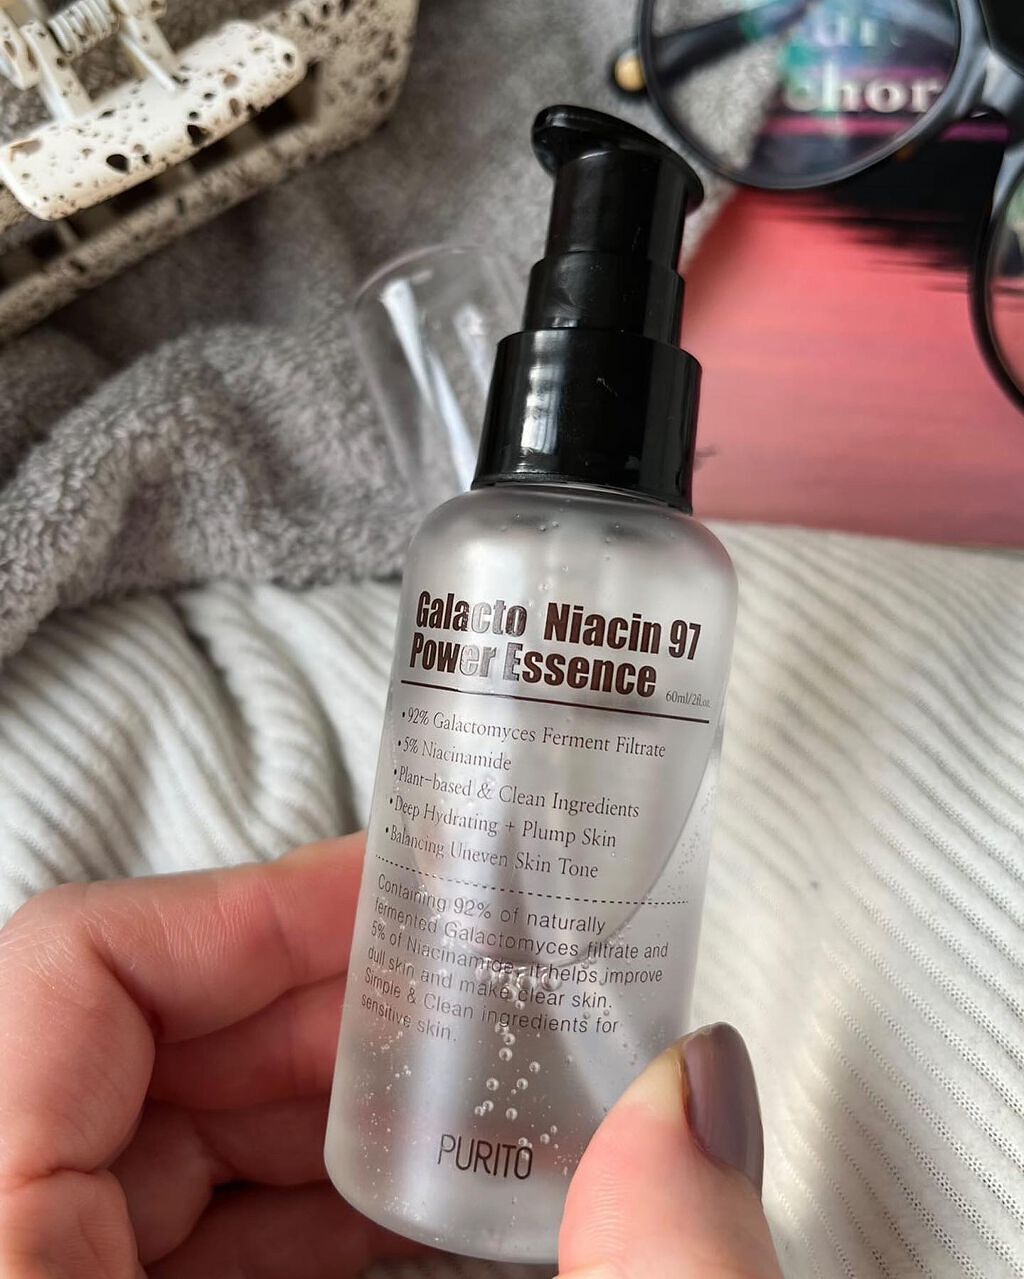 chor
Galacto Niacin 97
Power Essence
60ml/2fl.oz.
•92% Galactomyces Ferment Filtrate
•5% Niacinamide
•Plant-based & Clean Ingredients
•Deep Hydrating + Plump Skin
•Balancing Uneven Skin Tone
Containing 92% of naturally
fermented Galactomyces filtrate and
5% of Niacinamide. It helps improve
dull skin and make clear skin.
Simple & Clean ingredients for
sensitive skin.
PURITO